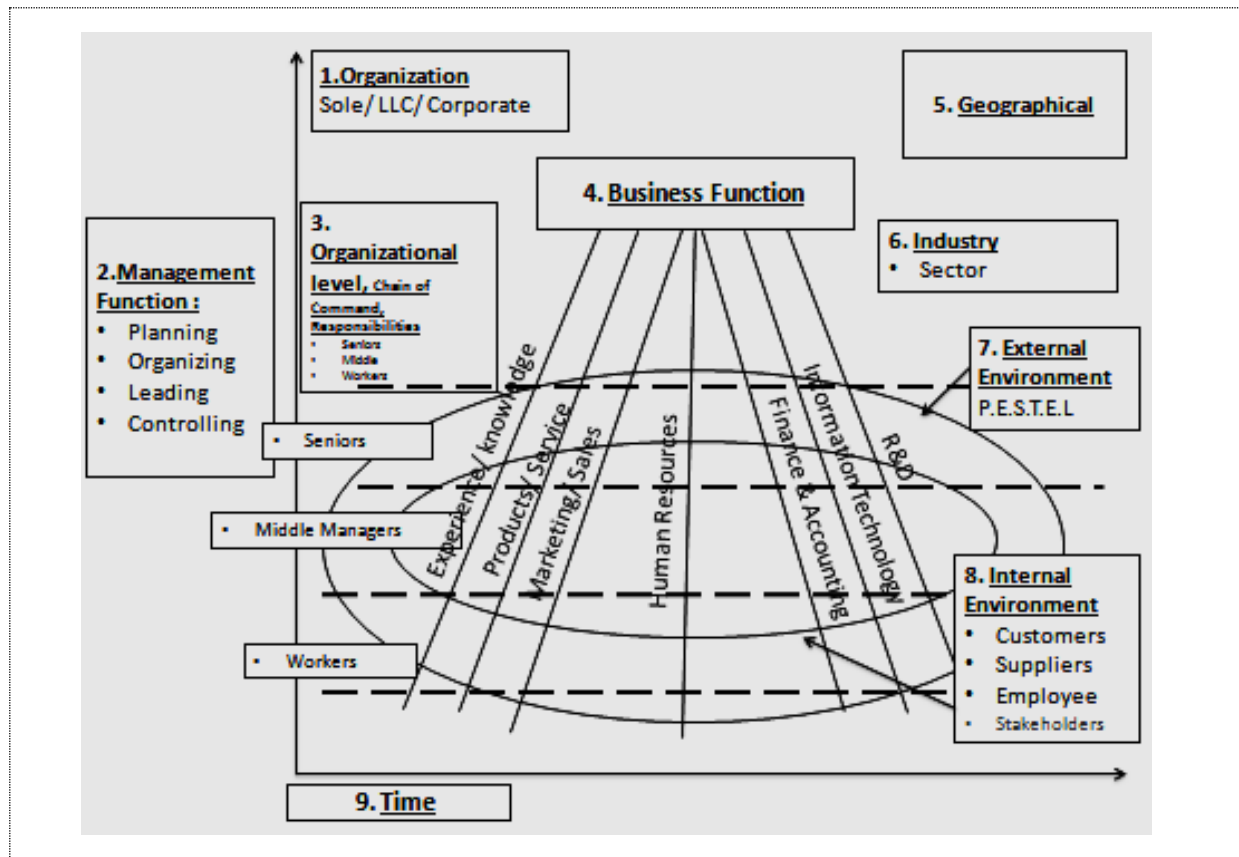 1.Organization
Sole/ LLC/ Corporate
5. Geographical
4. Business Function
3.
Organizational
level, Chain of
Command,
Responsibilities
• Seniors
• Middle
• Workers
2.Management
Function :
• Planning
• Organizing
• Leading
• Controlling
6. Industry
• Sector
7. External
Environment
P.E.S.T.E.L
• Seniors
• Middle Managers
• Workers
Experience/ knowledge
Products/ Service
Marketing/ Sales
Human Resources
Finance & Accounting
Information Technology
R&D
8. Internal
Environment
• Customers
• Suppliers
• Employee
• Stakeholders
9. Time